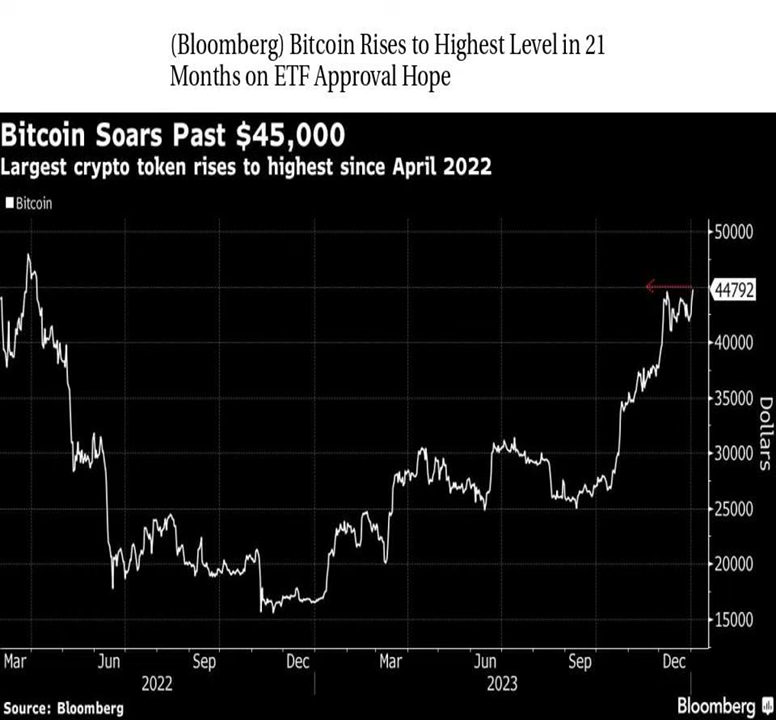 (Bloomberg) Bitcoin Rises to Highest Level in 21
Months on ETF Approval Hope
Bitcoin Soars Past $45,000
Largest crypto token rises to highest since April 2022
Bitcoin
50000
44792
40000
35000
30000
25000
20000
15000
Dollars
Mar Jun Sep Dec Mar Jun Sep Dec
2022 2023
Source: Bloomberg
Bloomberg